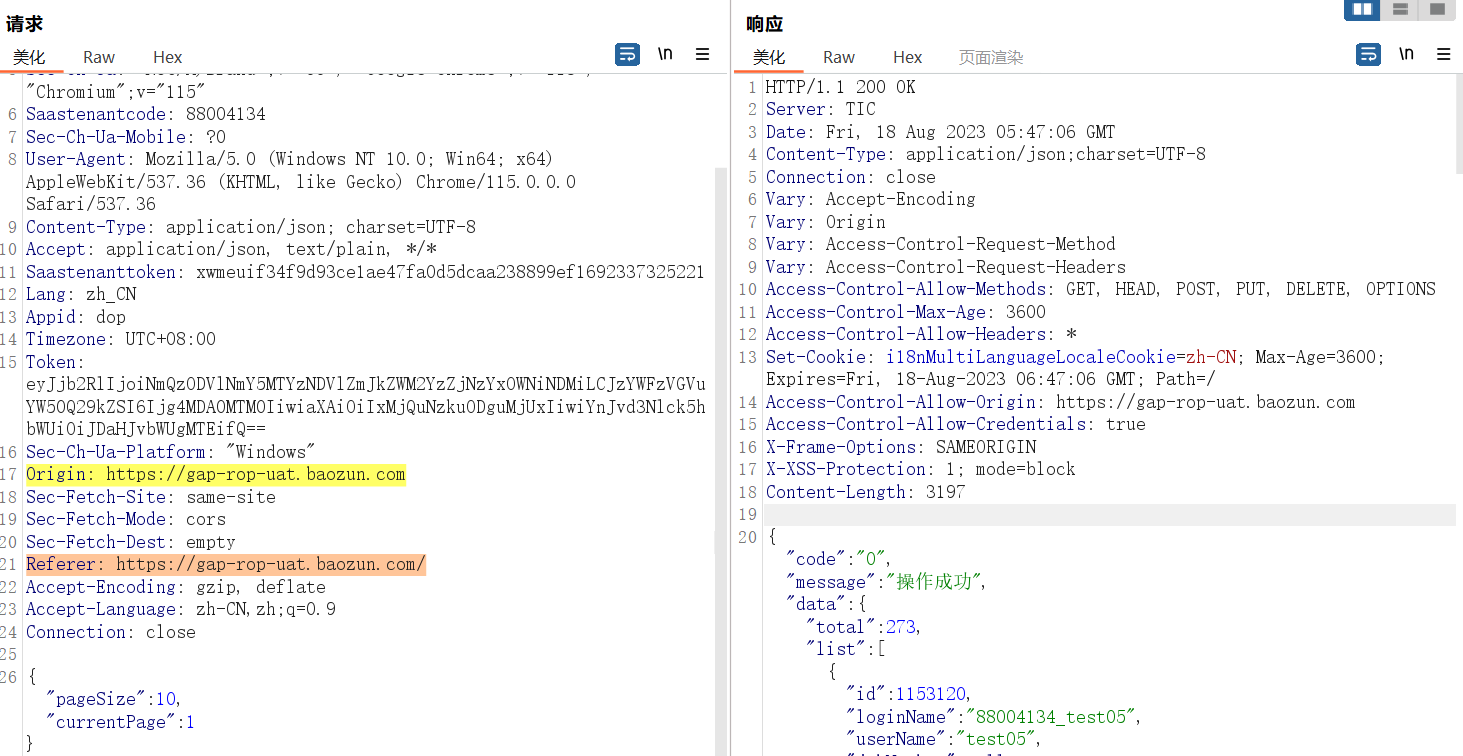 请求
美化 Raw Hex \n
"Chromium";v="115"
6 Saastenantcode: 88004134
7 Sec-Ch-Ua-Mobile: ?0
8 User-Agent: Mozilla/5.0 (Windows NT 10.0; Win64; x64)
AppleWebKit/537.36 (KHTML, like Gecko) Chrome/115.0.0.0
Safari/537.36
9 Content-Type: application/json; charset=UTF-8
10 Accept: application/json, text/plain, */*
11 Saastenanttoken: xwmeuif34f9d93ce1ae47fa0d5dcaa238899ef1692337325221
12 Lang: zh_CN
13 Appid: dop
14 Timezone: UTC+08:00
15 Token:
eyJjb2RlIjoiNmQzODVlNmY5MTYzNDVlZmJkZWM2YzZjNzYxOWNiNDMiLCJzYWFzVGVu
YW50Q29kZSI6Ijg4MDA0MTM0IiwiaXAiOiIxMjQuNzkuODguMjUxIiwiYnJvd3Nlck5h
bWUiOiJDaHJvbWUgMTEifQ==
16 Sec-Ch-Ua-Platform: "Windows"
17 Origin: https://gap-rop-uat.baozun.com
18 Sec-Fetch-Site: same-site
19 Sec-Fetch-Mode: cors
20 Sec-Fetch-Dest: empty
21 Referer: https://gap-rop-uat.baozun.com/
22 Accept-Encoding: gzip, deflate
23 Accept-Language: zh-CN,zh;q=0.9
24 Connection: close
25
26 {
"pageSize":10,
"currentPage":1
}
响应
美化 Raw Hex 页面渲染 \n
1 HTTP/1.1 200 OK
2 Server: TIC
3 Date: Fri, 18 Aug 2023 05:47:06 GMT
4 Content-Type: application/json;charset=UTF-8
5 Connection: close
6 Vary: Accept-Encoding
7 Vary: Origin
8 Vary: Access-Control-Request-Method
9 Vary: Access-Control-Request-Headers
10 Access-Control-Allow-Methods: GET, HEAD, POST, PUT, DELETE, OPTIONS
11 Access-Control-Max-Age: 3600
12 Access-Control-Allow-Headers: *
13 Set-Cookie: i18nMultiLanguageLocaleCookie=zh-CN; Max-Age=3600;
Expires=Fri, 18-Aug-2023 06:47:06 GMT; Path=/
14 Access-Control-Allow-Origin: https://gap-rop-uat.baozun.com
15 Access-Control-Allow-Credentials: true
16 X-Frame-Options: SAMEORIGIN
17 X-XSS-Protection: 1; mode=block
18 Content-Length: 3197
19
20 {
"code":"0",
"message":"操作成功",
"data":{
"total":273,
"list":[
{
"id":1153120,
"loginName":"88004134_test05",
"userName":"test05",